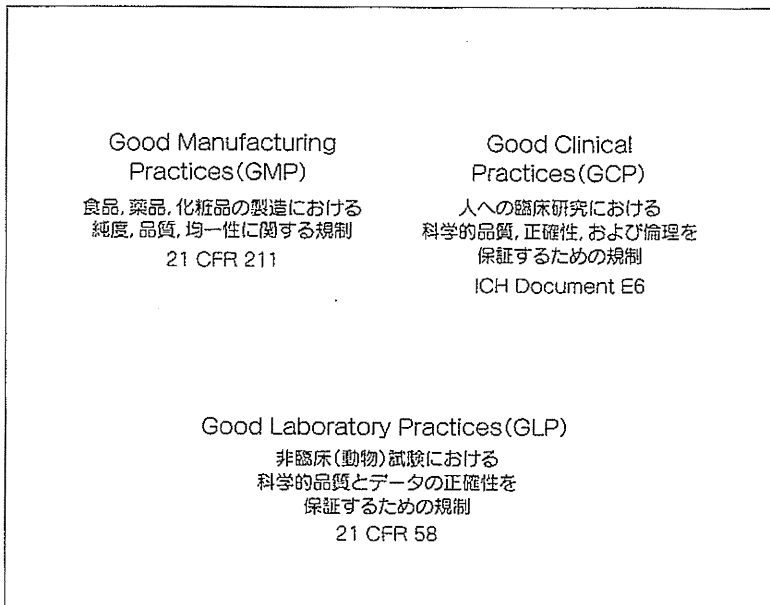 Good Manufacturing
Practices(GMP)
食品,薬品,化粧品の製造における
純度,品質,均一性に関する規制
21 CFR 211
Good Clinical
Practices(GCP)
人への臨床研究における
科学的品質,正確性,および倫理を
保証するための規制
ICH Document E6
Good Laboratory Practices(GLP)
非臨床(動物)試験における
科学的品質とデータの正確性を
保証するための規制
21 CFR 58